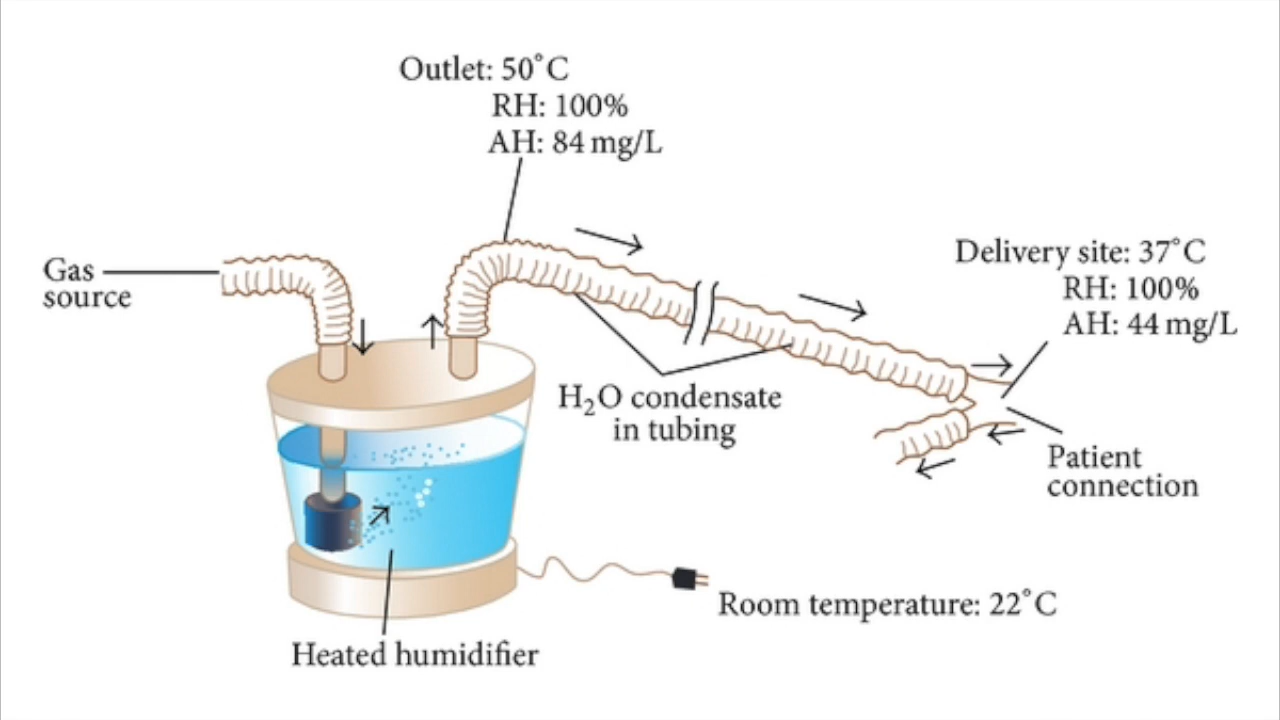 Outlet: 50°C
RH: 100%
AH: 84 mg/L
Gas
source
Delivery site: 37°C
RH: 100%
AH: 44 mg/L
H₂O condensate
in tubing
Patient
connection
Room temperature: 22°C
Heated humidifier